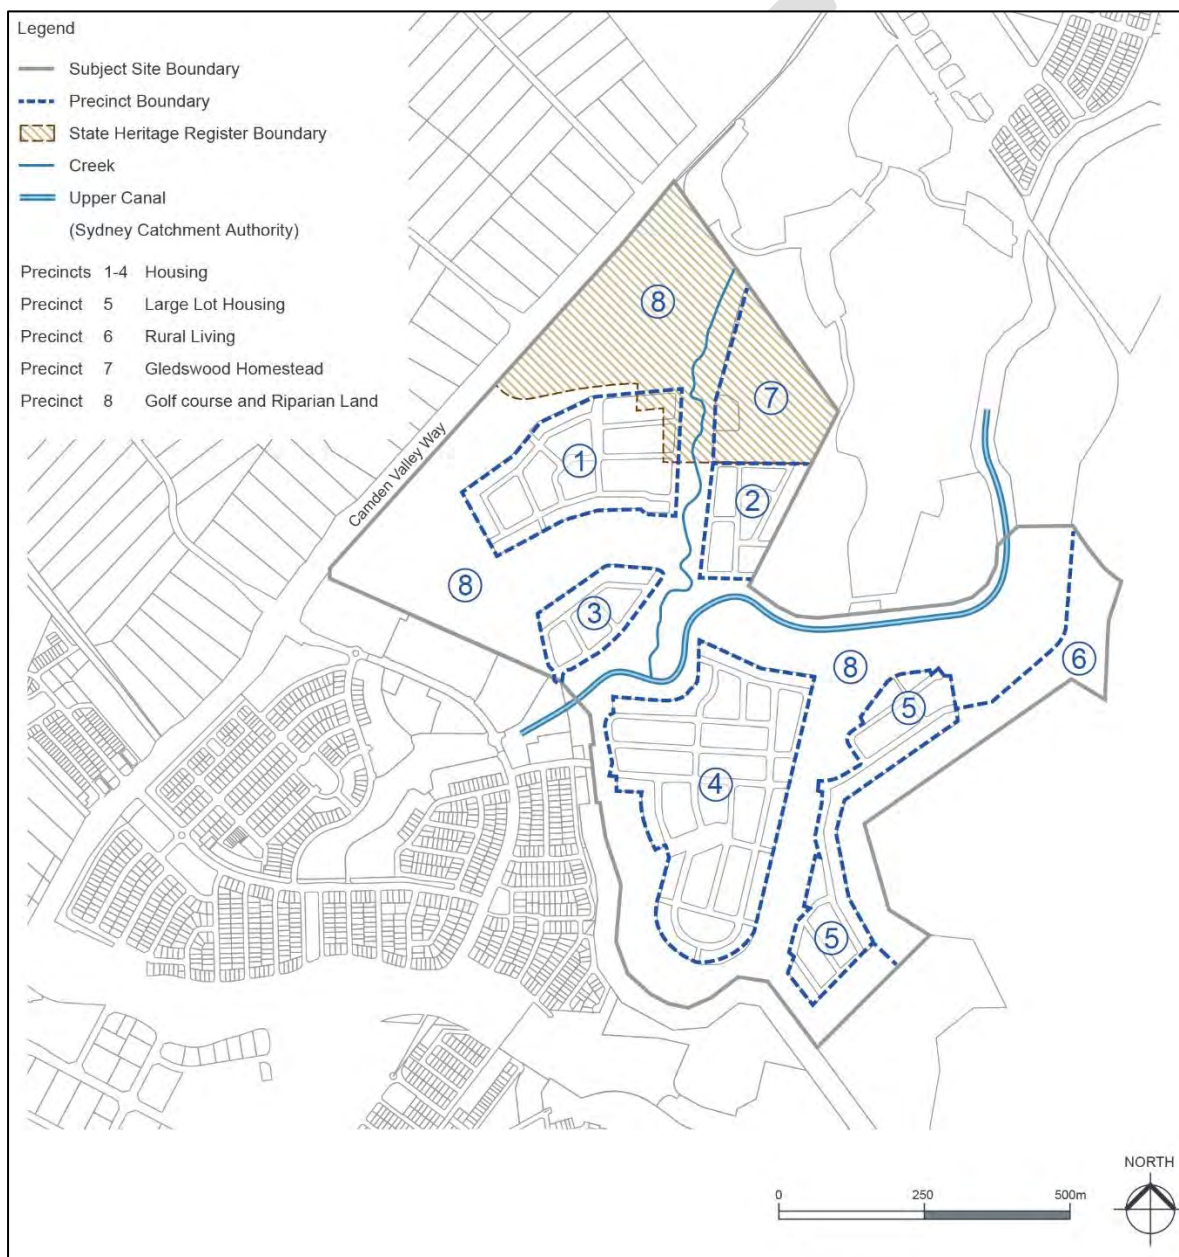 Legend
Subject Site Boundary
Precinct Boundary
State Heritage Register Boundary
Creek
Upper Canal
(Sydney Catchment Authority)
Precincts 1-4 Housing
Precinct 5 Large Lot Housing
Precinct 6 Rural Living
Precinct 7 Gledswood Homestead
Precinct 8 Golf course and Riparian Land
8
7
Camden Valley Way
1
2
8
3
8
6
5
4
5
NORTH
0 250 500m